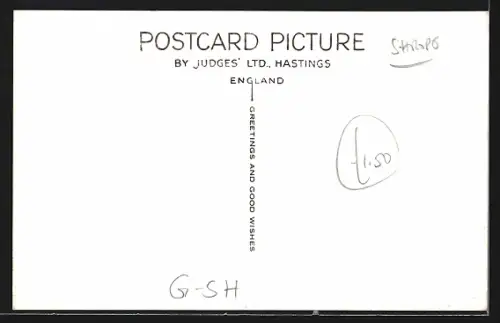 POSTCARD PICTURE
BY JUDGES' LTD., HASTINGS
ENGLAND
GREETINGS AND GOOD WISHES
£1.50
G-SH